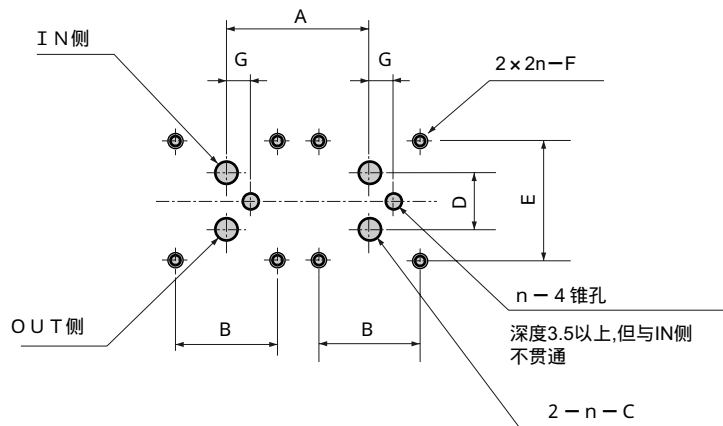 A
IN侧
G
G
2×2n−F
D
E
n−4锥孔
OUT侧
B
B
深度3.5以上,但与IN侧
不贯通
2−n−C